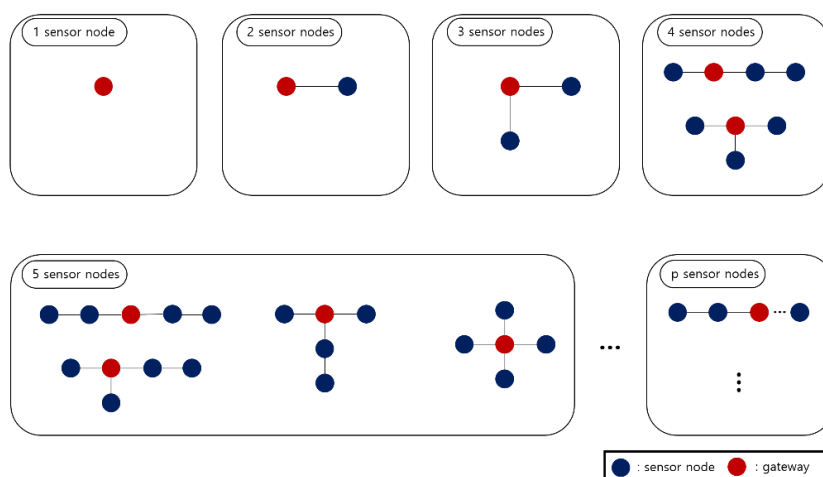 1 sensor node
2 sensor nodes
3 sensor nodes
4 sensor nodes
5 sensor nodes
...
p sensor nodes
...
: sensor node : gateway